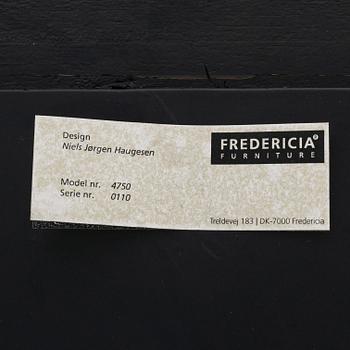 Design
Niels Jørgen Haugesen
Model nr. 4750
Serie nr. 0110
FREDERICIA®
FURNITURE
Treldevej 183 | DK-7000 Fredericia